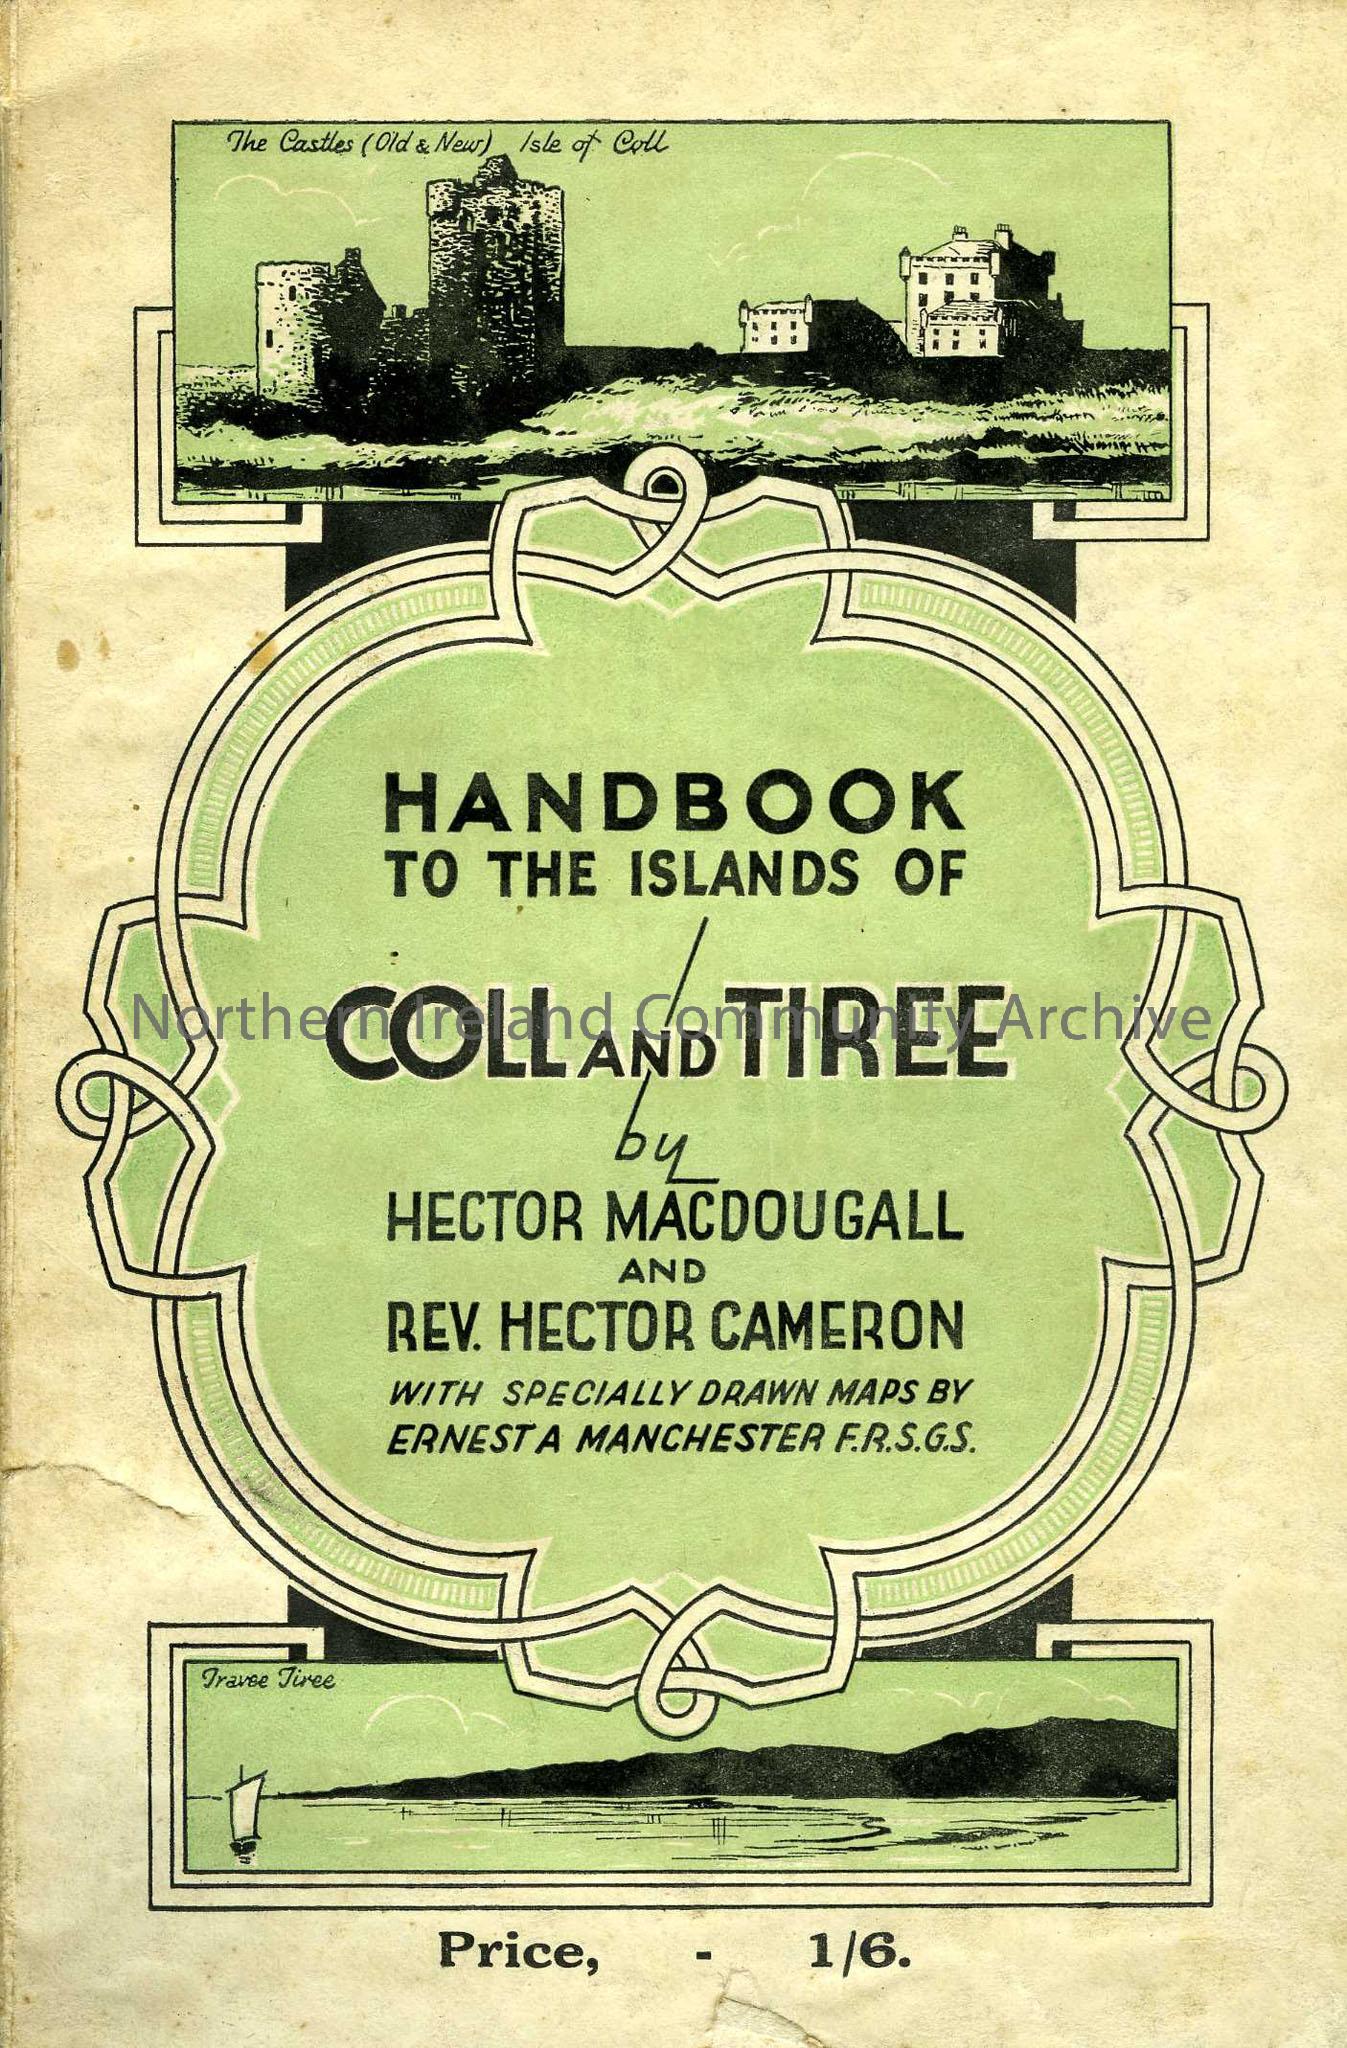 The Castles (Old & New) Isle of Coll
HANDBOOK
TO THE ISLANDS OF
COLL AND TIREE
Northern Ireland Community Archive
by
HECTOR MACDOUGALL
AND
REV. HECTOR CAMERON
WITH SPECIALLY DRAWN MAPS BY
ERNEST A MANCHESTER F.R.S.G.S.
Travee Tiree
Price, - 1/6.